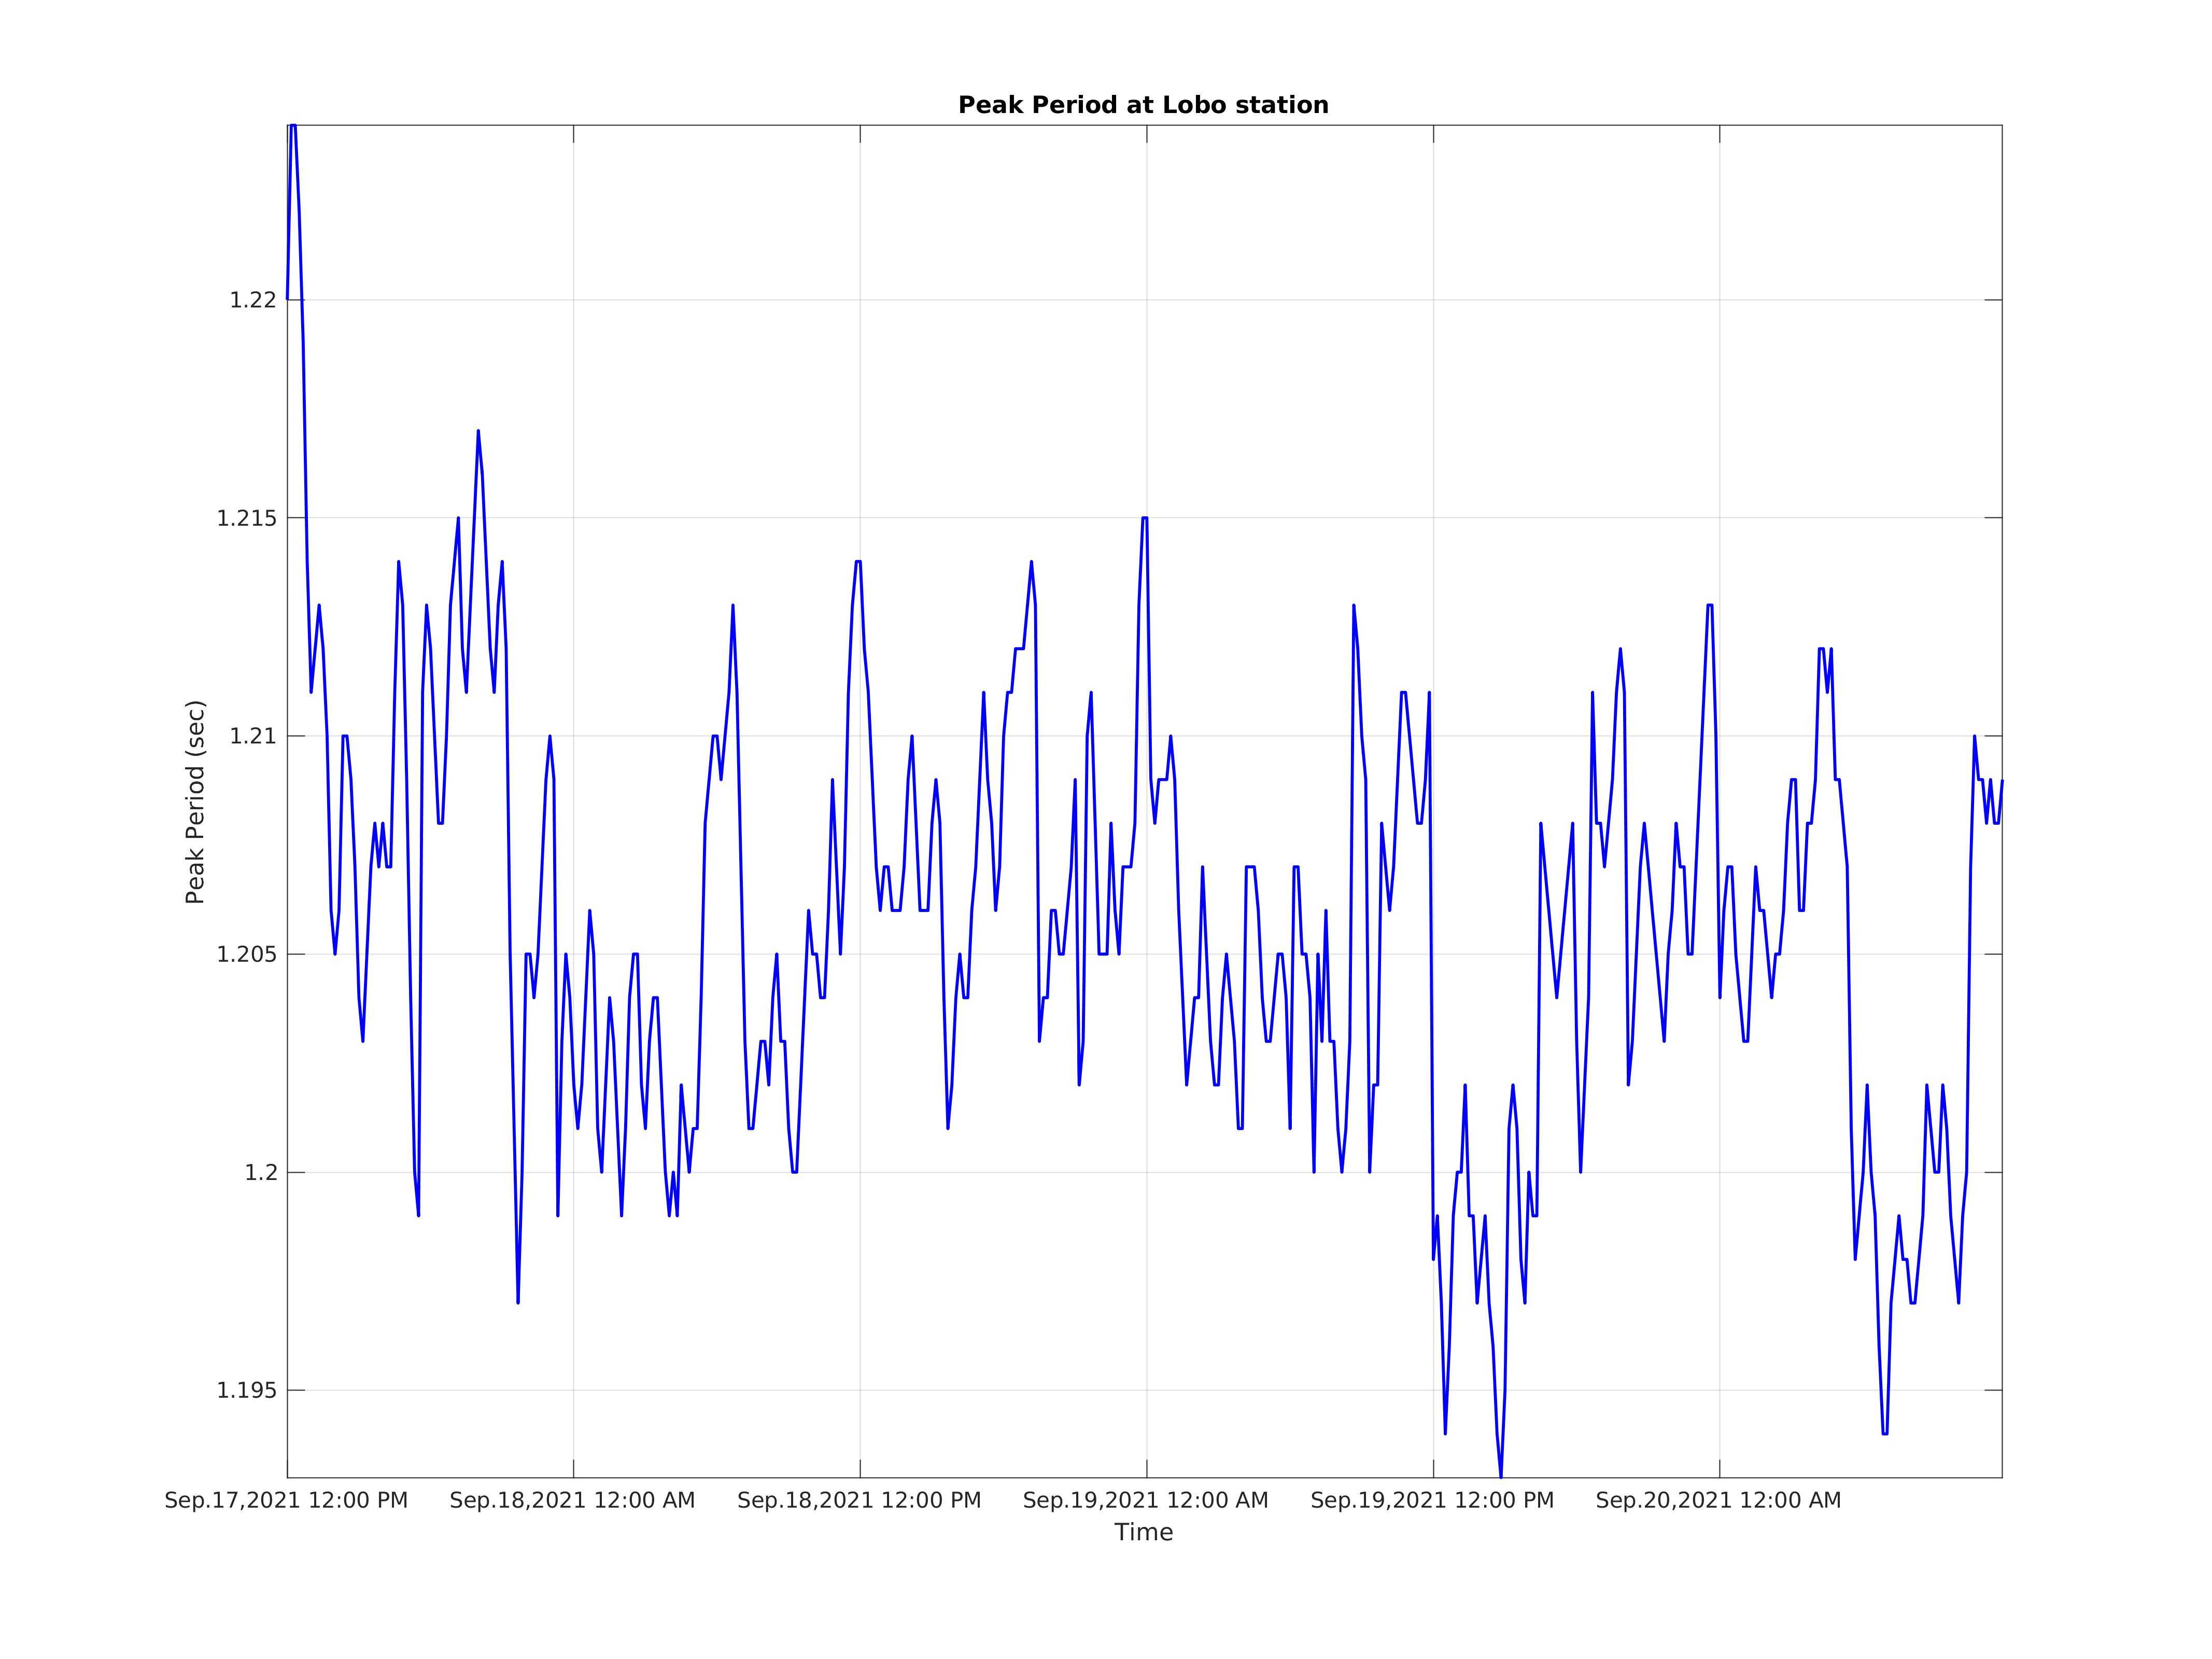 Peak Period at Lobo station
1.22
1.215
1.21
1.205
1.2
1.195
Peak Period (sec)
Sep.17,2021 12:00 PM Sep.18,2021 12:00 AM Sep.18,2021 12:00 PM Sep.19,2021 12:00 AM Sep.19,2021 12:00 PM Sep.20,2021 12:00 AM
Time